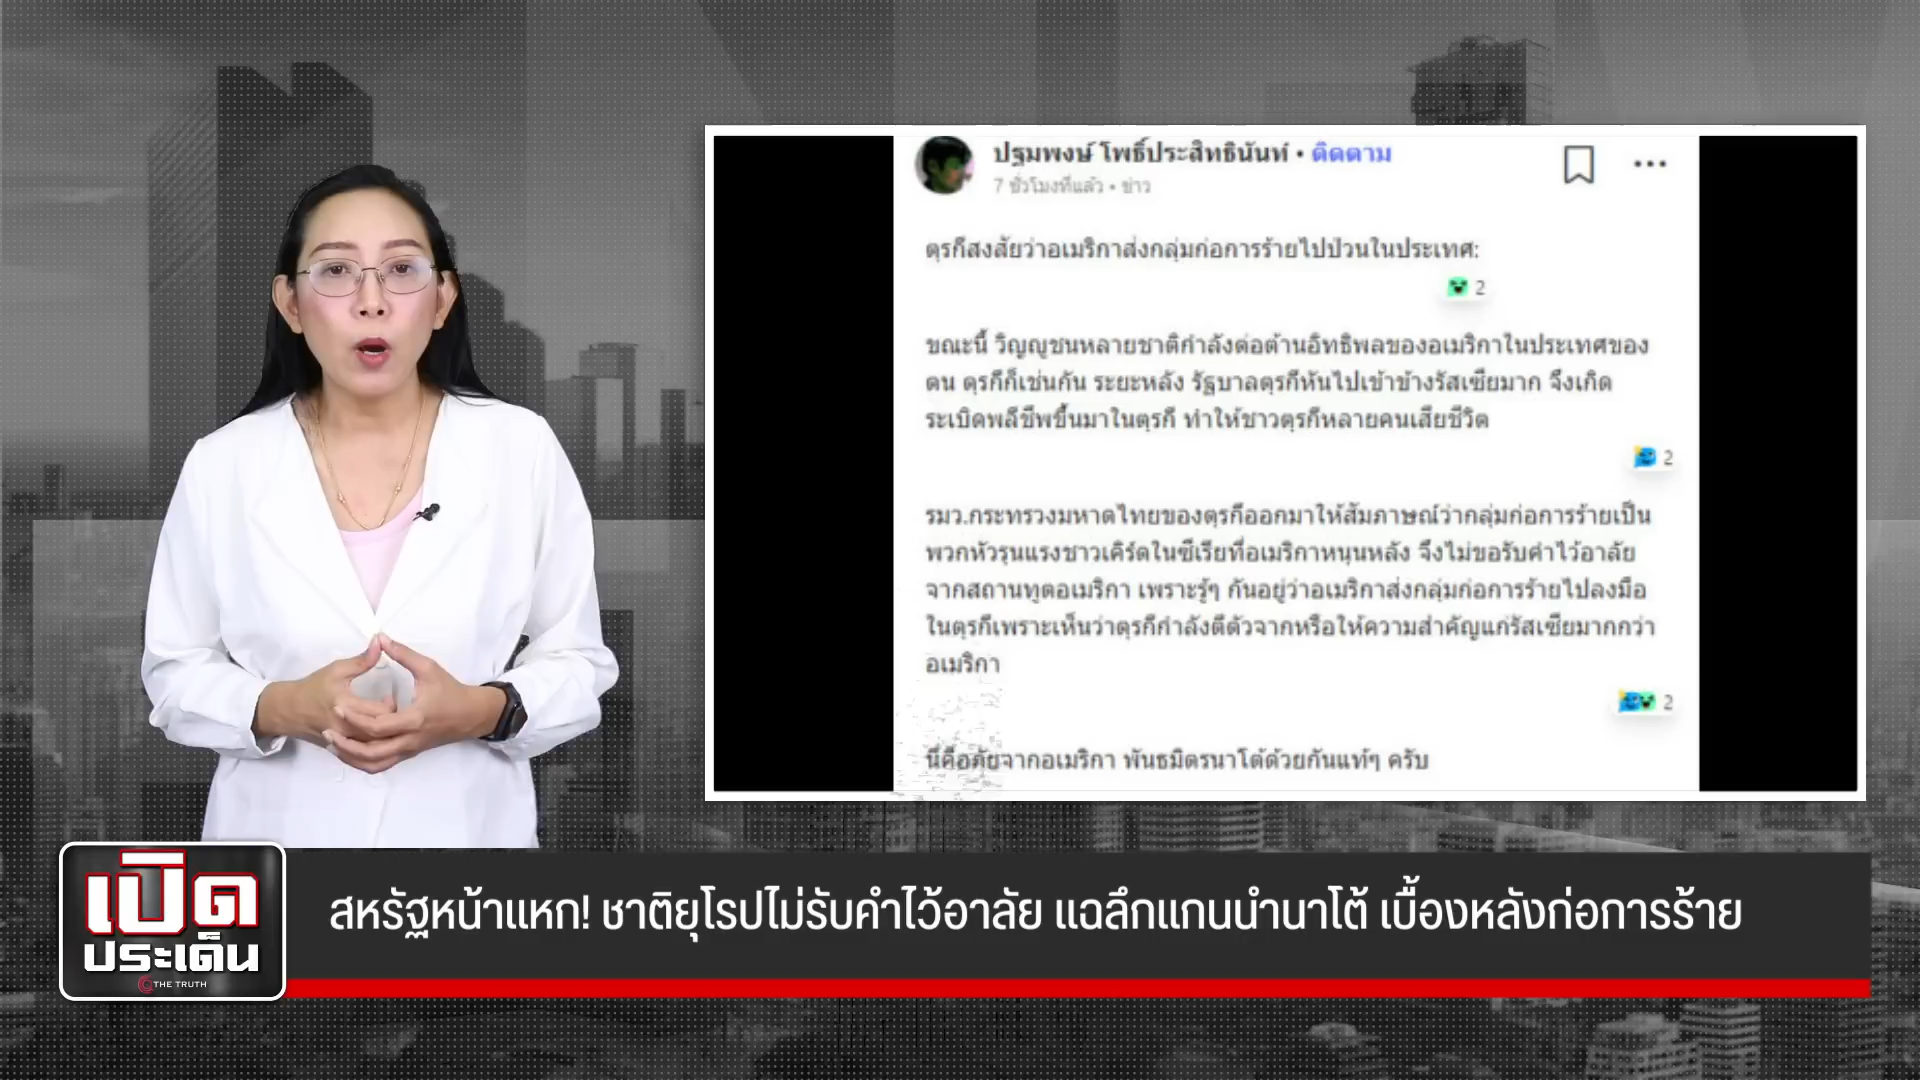 ปฐมพงษ์ โพธิ์ประสิทธินันท์ • ติดตาม
7 ชั่วโมงที่แล้ว • ข่าว
ตุรกีสงสัยว่าอเมริกาส่งกลุ่มก่อการร้ายไปป่วนในประเทศ:
2
ขณะนี้ วิญญูชนหลายชาติกำลังต่อต้านอิทธิพลของอเมริกาในประเทศของ
ตน ตุรกีก็เช่นกัน ระยะหลัง รัฐบาลตุรกีหันไปเข้าข้างรัสเซียมาก จึงเกิด
ระเบิดพลีชีพขึ้นมาในตุรกี ทำให้ชาวตุรกีหลายคนเสียชีวิต
2
รมว.กระทรวงมหาดไทยของตุรกีออกมาให้สัมภาษณ์ว่ากลุ่มก่อการร้ายเป็น
พวกหัวรุนแรงชาวเคิร์ดในซีเรียที่อเมริกาหนุนหลัง จึงไม่ขอรับคำไว้อาลัย
จากสถานทูตอเมริกา เพราะรู้ๆ กันอยู่ว่าอเมริกาส่งกลุ่มก่อการร้ายไปลงมือ
ในตุรกีเพราะเห็นว่าตุรกีกำลังตีตัวจากหรือให้ความสำคัญแก่รัสเซียมากกว่า
อเมริกา
2
นี่คือภัยจากอเมริกา พันธมิตรนาโต้ด้วยกันแท้ๆ ครับ
สหรัฐหน้าแหก! ชาติยุโรปไม่รับคำไว้อาลัย แฉลึกแกนนำนาโต้ เบื้องหลังก่อการร้าย
เปิด
ประเด็น
THE TRUTH